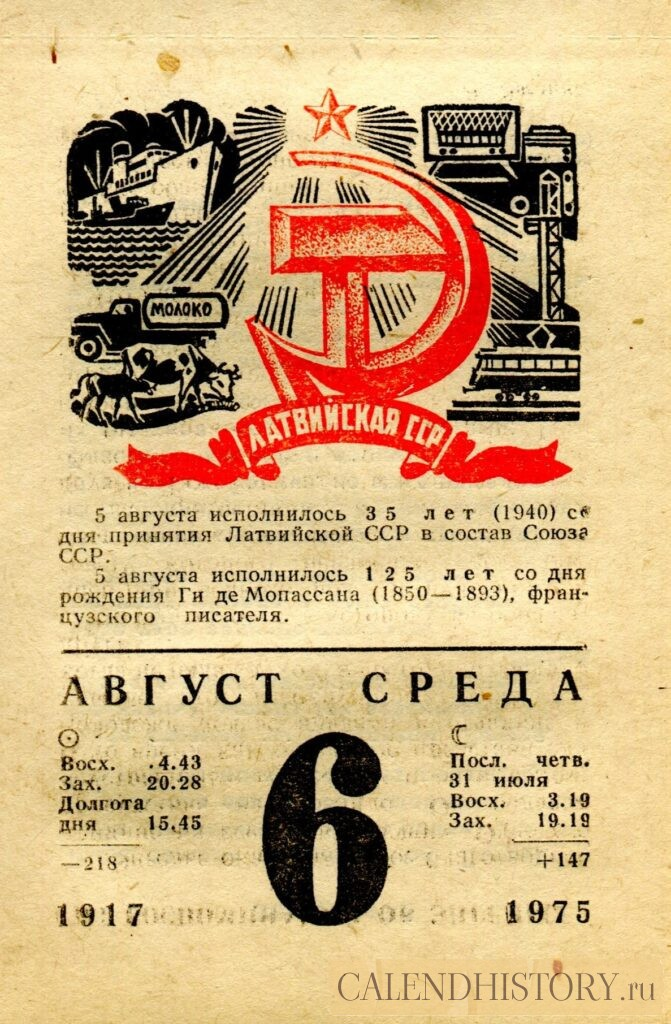 МОЛОКО
ЛАТВИЙСКАЯ ССР
5 августа исполнилось 35 лет (1940) со
дня принятия Латвийской ССР в состав Союза
ССР.
5 августа исполнилось 125 лет со дня
рождения Ги де Мопассана (1850—1893), фран-
цузского писателя.
АВГУСТ СРЕДА
Восх. 4.43
Зах. 20.28
Долгота
дня 15.45
—218
1917
6
Посл. четв.
31 июля
Восх. 3.19
Зах. 19.19
+147
1975
CALENDHISTORY.ru